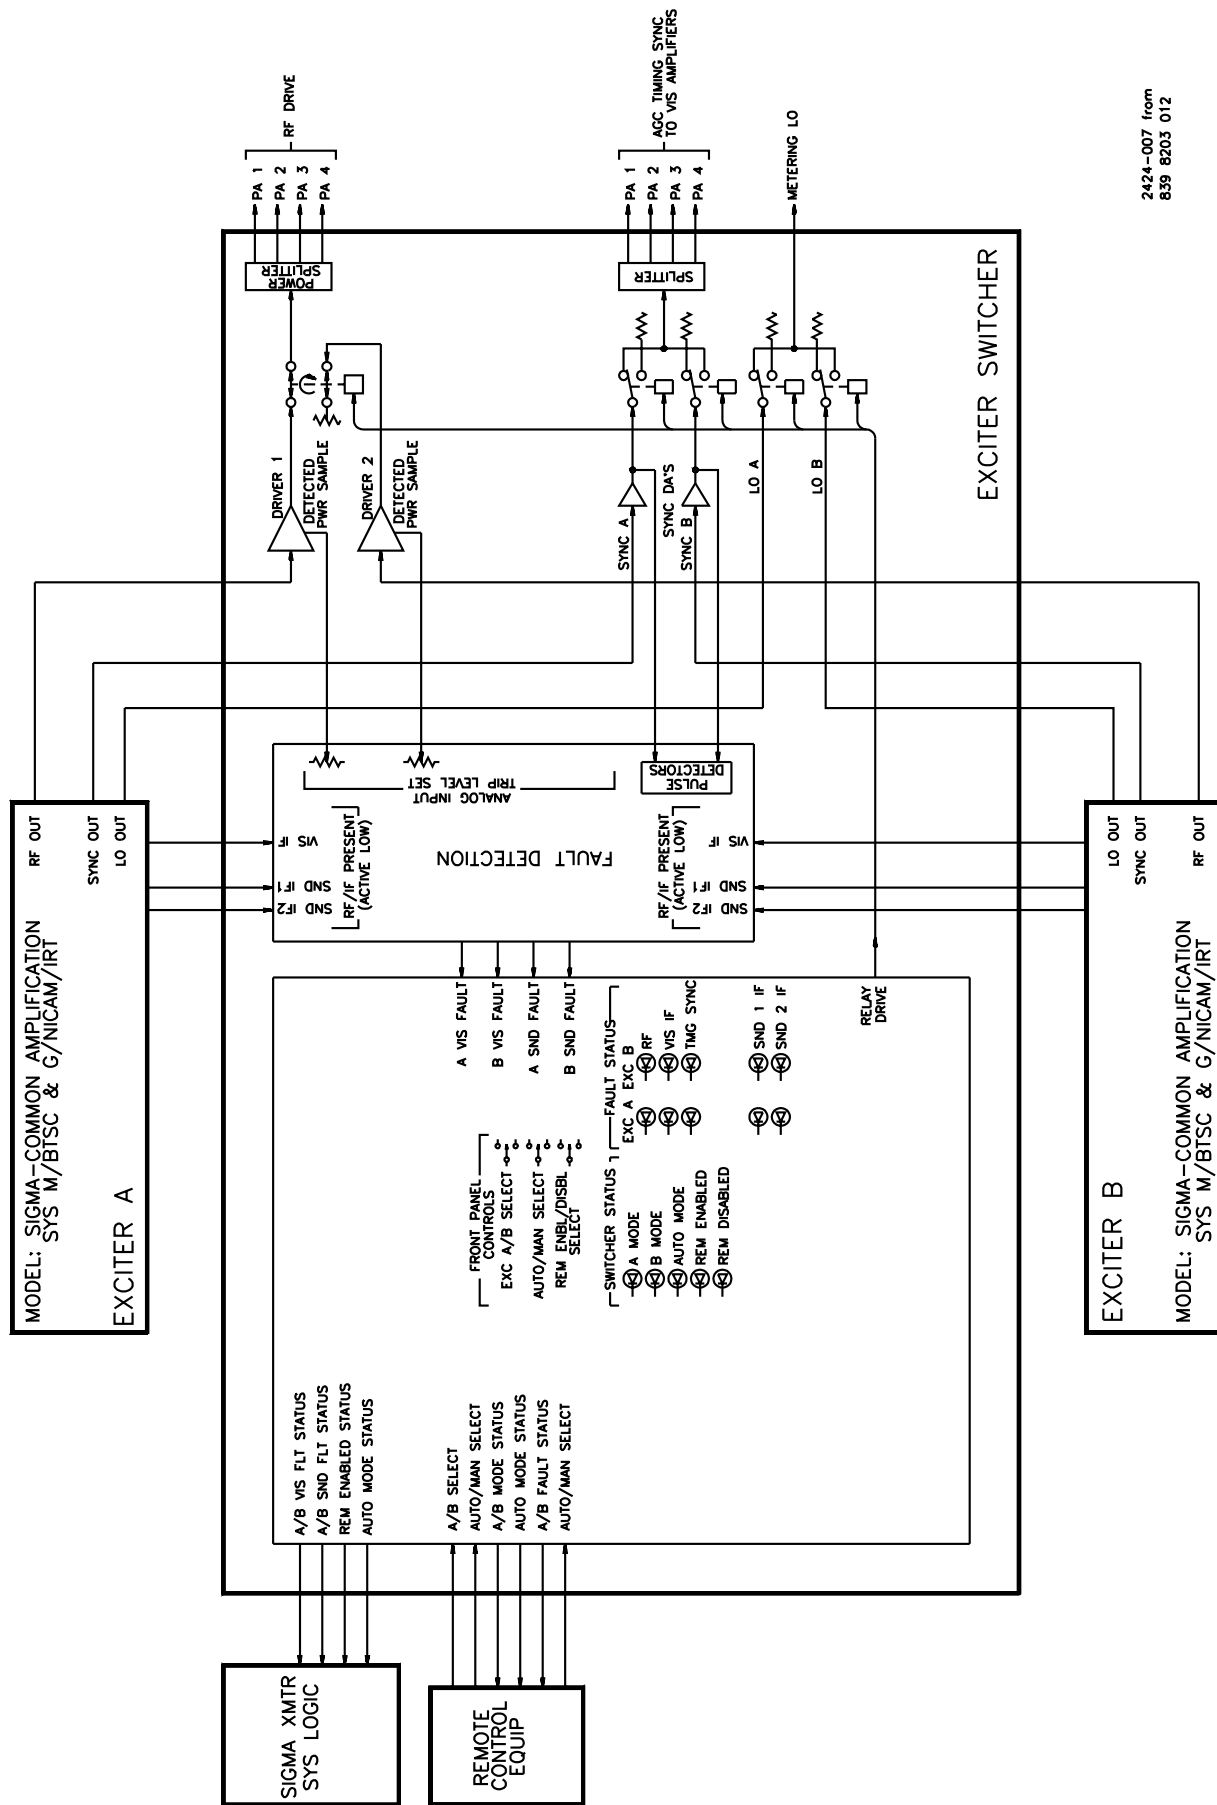 MODEL: SIGMA-COMMON AMPLIFICATION
SYS M/BTSC & G/NICAM/IRT
EXCITER A
RF OUT
SYNC OUT
LO OUT
SIGMA XMTR
SYS LOGIC
REMOTE
CONTROL
EQUIP
A/B VIS FLT STATUS
A/B SND FLT STATUS
REM ENABLED STATUS
AUTO MODE STATUS
A/B SELECT
AUTO/MAN SELECT
A/B MODE STATUS
AUTO MODE STATUS
A/B FAULT STATUS
AUTO/MAN SELECT
FRONT PANEL
CONTROLS
EXC A/B SELECT
AUTO/MAN SELECT
REM ENBL/DISBL
SELECT
SWITCHER STATUS
A MODE
B MODE
AUTO MODE
REM ENABLED
REM DISABLED
FAULT STATUS
EXC A EXC B
RF
VIS IF
TMG SYNC
SND 1 IF
SND 2 IF
A VIS FAULT
B VIS FAULT
A SND FAULT
B SND FAULT
RELAY
DRIVE
SND IF2
SND IF1
VIS IF
RF/IF PRESENT
(ACTIVE LOW)
ANALOG INPUT
TRIP LEVEL SET
FAULT DETECTION
RF/IF PRESENT
(ACTIVE LOW)
SND IF2
SND IF1
VIS IF
PULSE
DETECTORS
DRIVER 1
DETECTED
PWR SAMPLE
DRIVER 2
DETECTED
PWR SAMPLE
SYNC A
SYNC DA'S
SYNC B
LO A
LO B
POWER
SPLITTER
SPLITTER
PA 1
PA 2
PA 3
PA 4
RF DRIVE
PA 1
PA 2
PA 3
PA 4
AGC TIMING SYNC
TO VIS AMPLIFIERS
METERING LO
EXCITER SWITCHER
LO OUT
SYNC OUT
RF OUT
EXCITER B
MODEL: SIGMA-COMMON AMPLIFICATION
SYS M/BTSC & G/NICAM/IRT
2424-007 from
839 8203 012